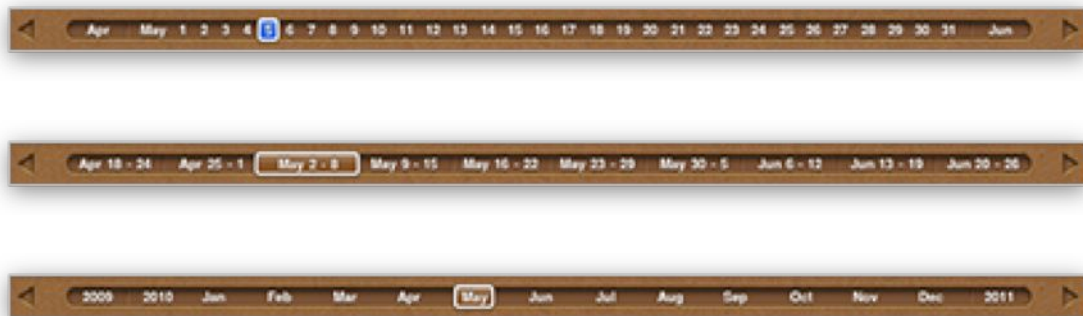 Apr May 1 2 3 4 5 6 7 8 9 10 11 12 13 14 15 16 17 18 19 20 21 22 23 24 25 26 27 28 29 30 31 Jun
Apr 18 - 24 Apr 25 - 1 May 2 - 8 May 9 - 15 May 16 - 22 May 23 - 29 May 30 - 5 Jun 6 - 12 Jun 13 - 19 Jun 20 - 26
2009 2010 Jan Feb Mar Apr May Jun Jul Aug Sep Oct Nov Dec 2011